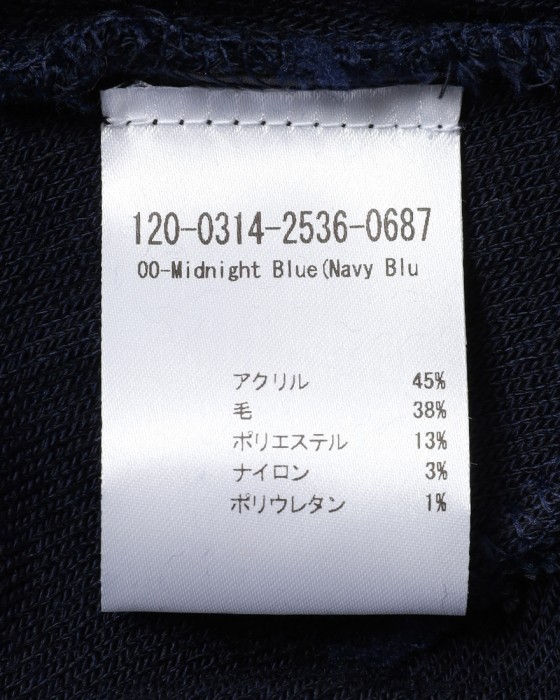 120-0314-2536-0687
00-Midnight Blue(Navy Blu
アクリル 45%
毛 38%
ポリエステル 13%
ナイロン 3%
ポリウレタン 1%